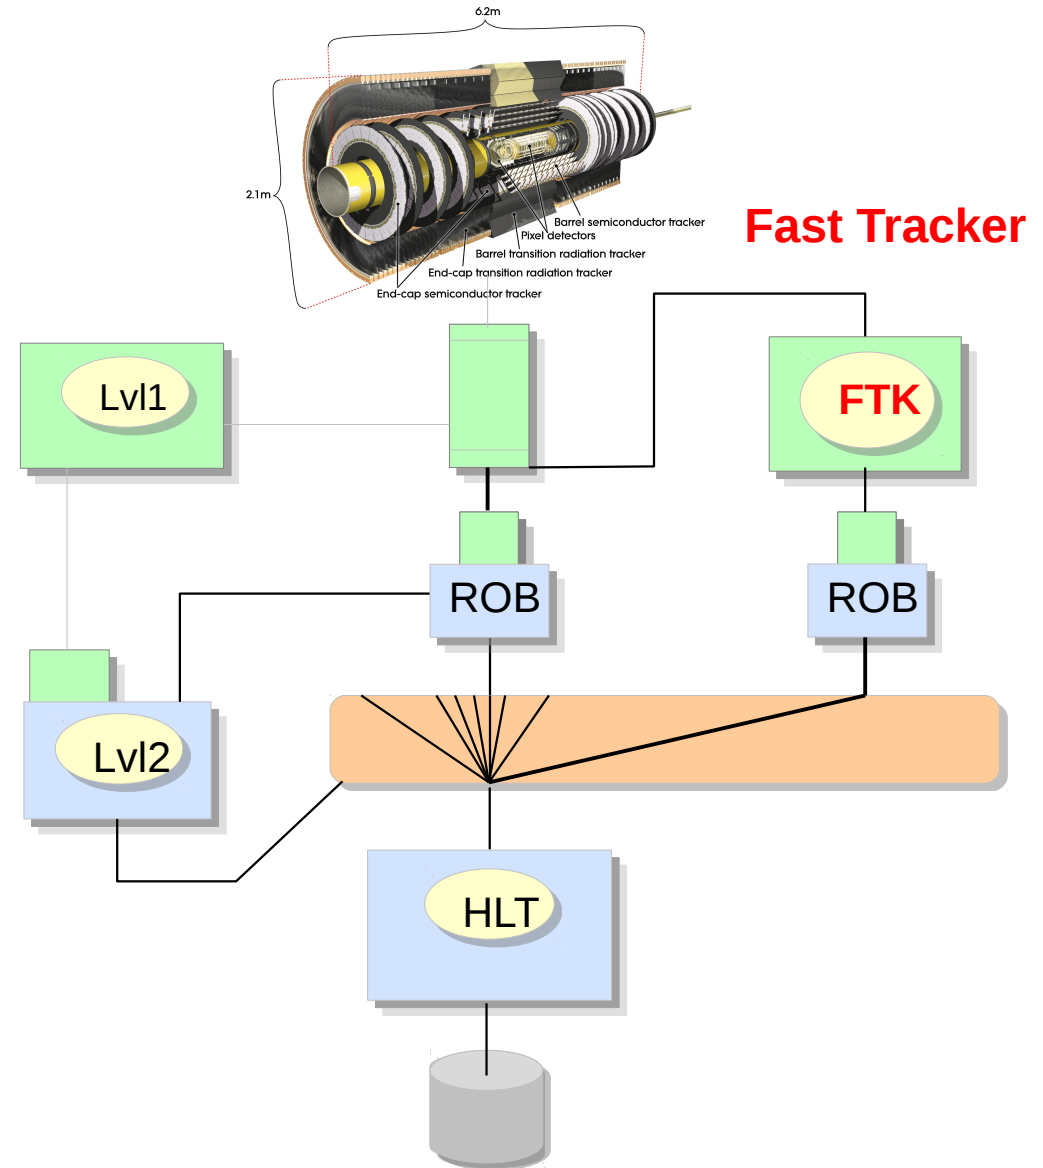 6.2m
2.1m
Barrel semiconductor tracker
Pixel detectors
Barrel transition radiation tracker
End-cap transition radiation tracker
End-cap semiconductor tracker
Fast Tracker
Lvl1
FTK
ROB
ROB
Lvl2
HLT